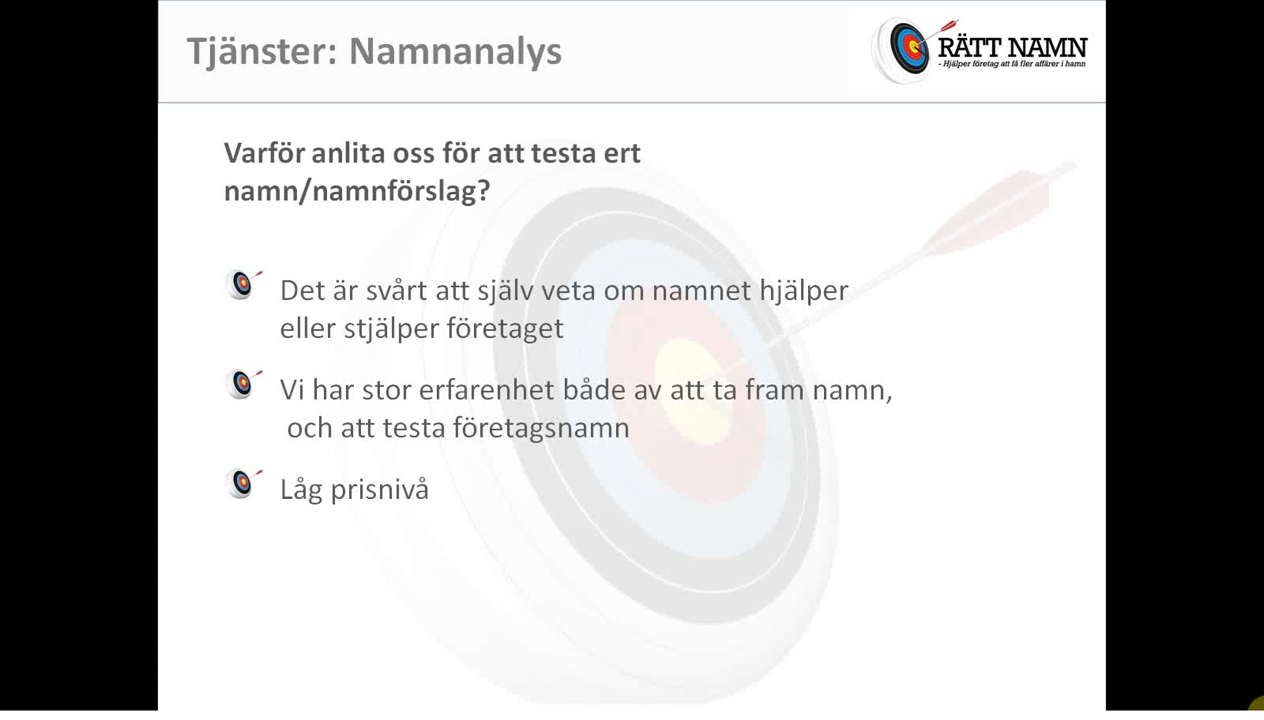 Tjänster: Namnanalys
RÄTT NAMN
- Hjälper företag att få fler affärer i hamn
Varför anlita oss för att testa ert
namn/namnförslag?
Det är svårt att själv veta om namnet hjälper
eller stjälper företaget
Vi har stor erfarenhet både av att ta fram namn,
och att testa företagsnamn
Låg prisnivå